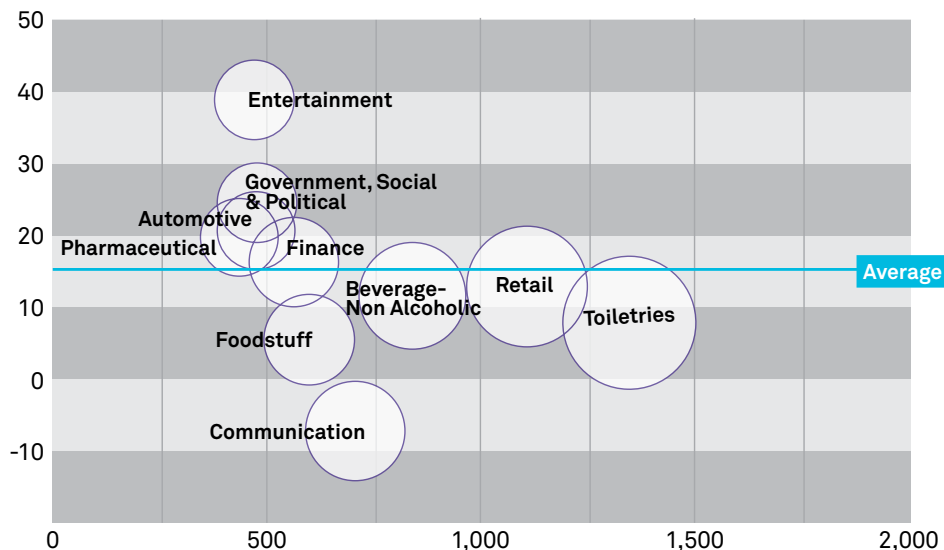 50
40
30
20
10
0
-10
Entertainment
Government, Social
& Political
Automotive
Pharmaceutical
Finance
Average
Beverage-
Non Alcoholic
Retail
Toiletries
Foodstuff
Communication
0
500
1,000
1,500
2,000